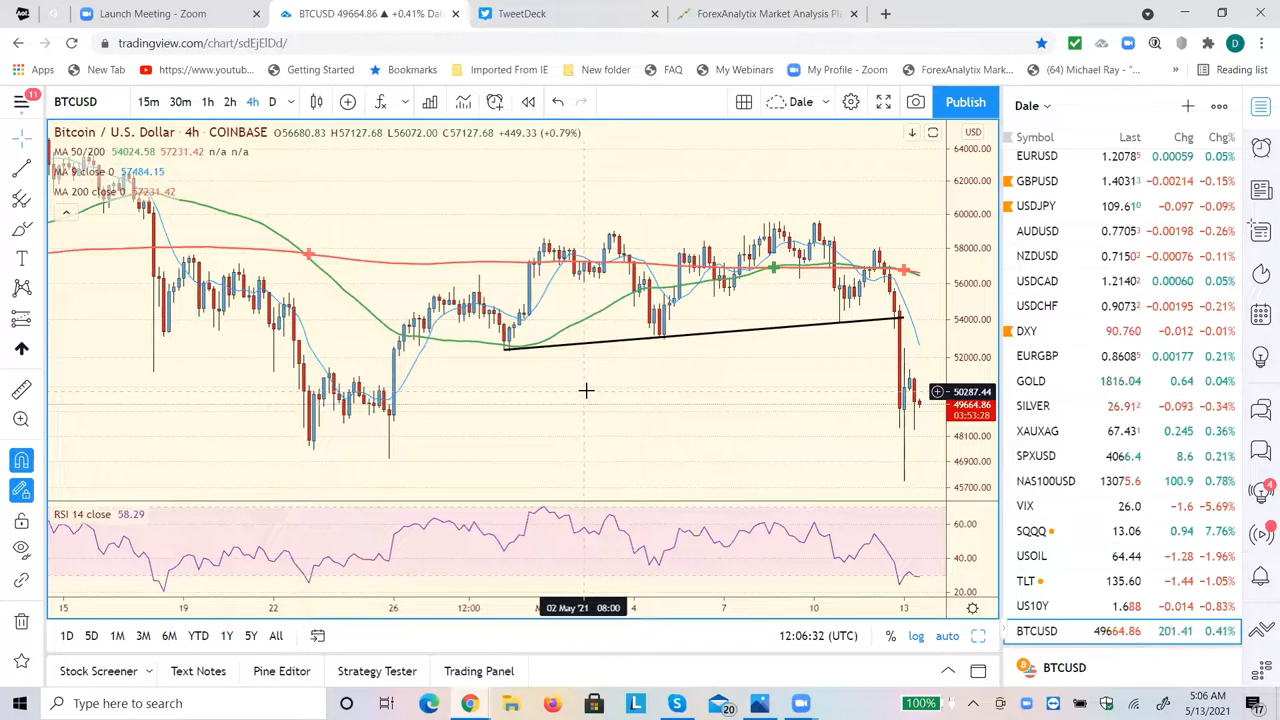 Launch Meeting - Zoom
BTCUSD 49664.86 ▲ +0.41% Dal
TweetDeck
ForexAnalytix Market Analysis Pla
tradingview.com/chart/sdEjElDd/
Apps
New Tab
https://www.youtub...
Getting Started
Bookmarks
Imported From IE
New folder
FAQ
My Webinars
My Profile - Zoom
ForexAnalytix Mark...
(64) Michael Ray - "...
»
Reading list
11
BTCUSD
15m 30m 1h 2h 4h D
Dale
Publish
Dale
Bitcoin / U.S. Dollar · 4h · COINBASE O56680.83 H57127.68 L56072.00 C57127.68 +449.33 (+0.79%)
USD
MA 50/200 54024.58 57231.42 n/a n/a
MA 9 close 0 57484.15
MA 200 close 0 57231.42
64000.00
62000.00
60000.00
58000.00
56000.00
54000.00
52000.00
50287.44
49664.86
03:53:28
48100.00
46900.00
45700.00
RSI 14 close 58.29
60.00
40.00
20.00
15 19 22 26 12:00 02 May '21 08:00 4 7 10 13
1D 5D 1M 3M 6M YTD 1Y 5Y All
12:06:32 (UTC)
% log auto
Stock Screener
Text Notes
Pine Editor
Strategy Tester
Trading Panel
Symbol Last Chg Chg%
EURUSD 1.2078⁵ 0.00059 0.05%
GBPUSD 1.4031³ -0.00214 -0.15%
USDJPY 109.61⁰ -0.097 -0.09%
AUDUSD 0.7705³ -0.00198 -0.26%
NZDUSD 0.7150² -0.00076 -0.11%
USDCAD 1.2140² 0.00060 0.05%
USDCHF 0.9073² -0.00195 -0.21%
DXY 90.760 -0.012 -0.01%
EURGBP 0.8608⁵ 0.00177 0.21%
GOLD 1816.04 0.64 0.04%
SILVER 26.91² -0.093 -0.34%
XAUXAG 67.43¹ 0.245 0.36%
SPXUSD 4066.4 8.6 0.21%
NAS100USD 13075.6 100.9 0.78%
VIX 26.0 -1.6 -5.69%
SQQQ 13.06 0.94 7.76%
USOIL 64.44 -1.28 -1.96%
TLT 135.60 -1.44 -1.05%
US10Y 1.688 -0.014 -0.83%
BTCUSD 49664.86 201.41 0.41%
BTCUSD
4
Type here to search
20
100%
5:06 AM
5/13/2021
17